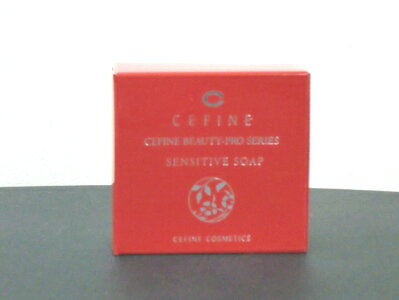 CEFINE
CEFINE BEAUTY-PRO SERIES
SENSITIVE SOAP
CEFINE COSMETICS